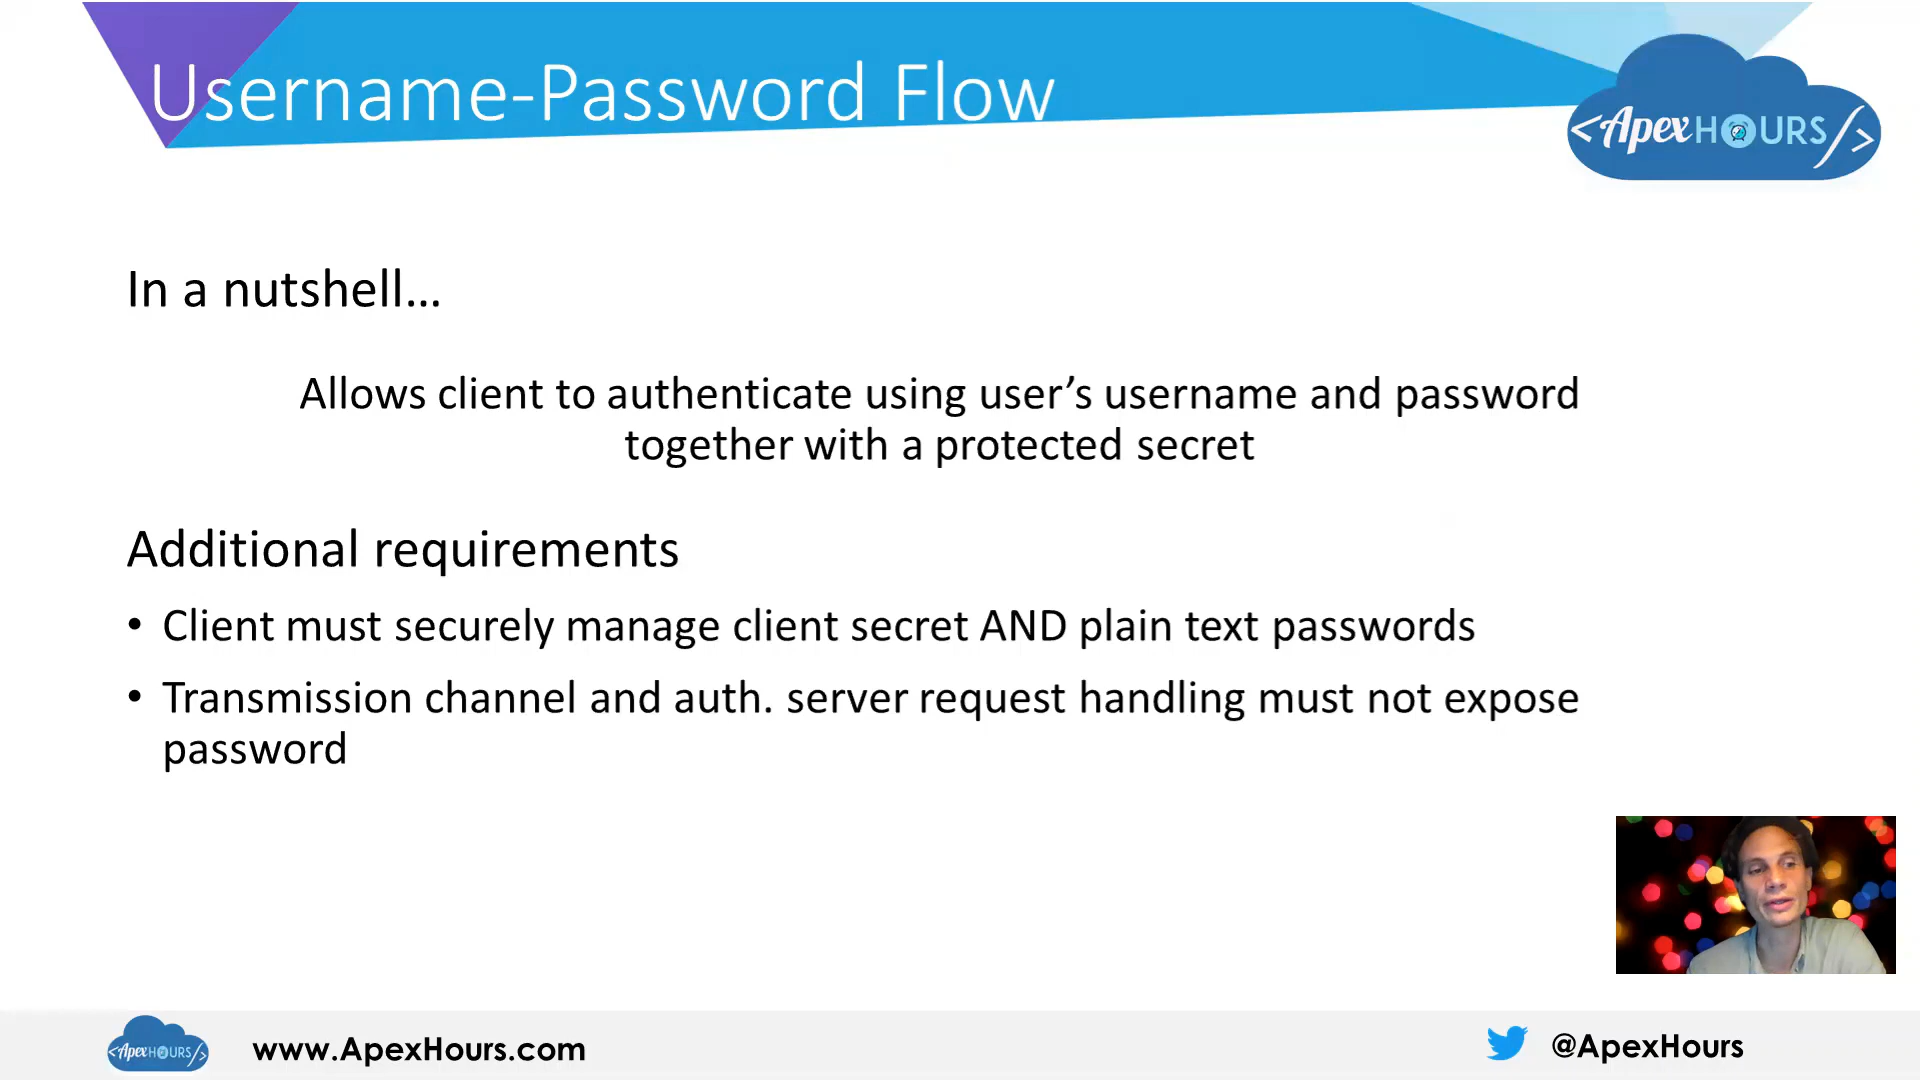 Username-Password Flow
<ApexHOURS/>
In a nutshell…
Allows client to authenticate using user’s username and password
together with a protected secret
Additional requirements
• Client must securely manage client secret AND plain text passwords
• Transmission channel and auth. server request handling must not expose
password
<ApexHOURS/>
www.ApexHours.com
@ApexHours